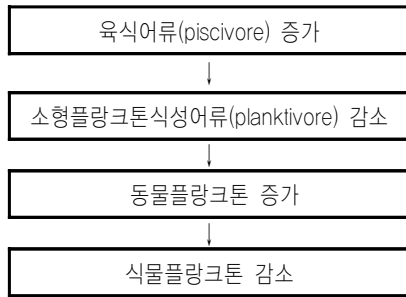 육식어류(piscivore) 증가
소형플랑크톤식성어류(planktivore) 감소
동물플랑크톤 증가
식물플랑크톤 감소